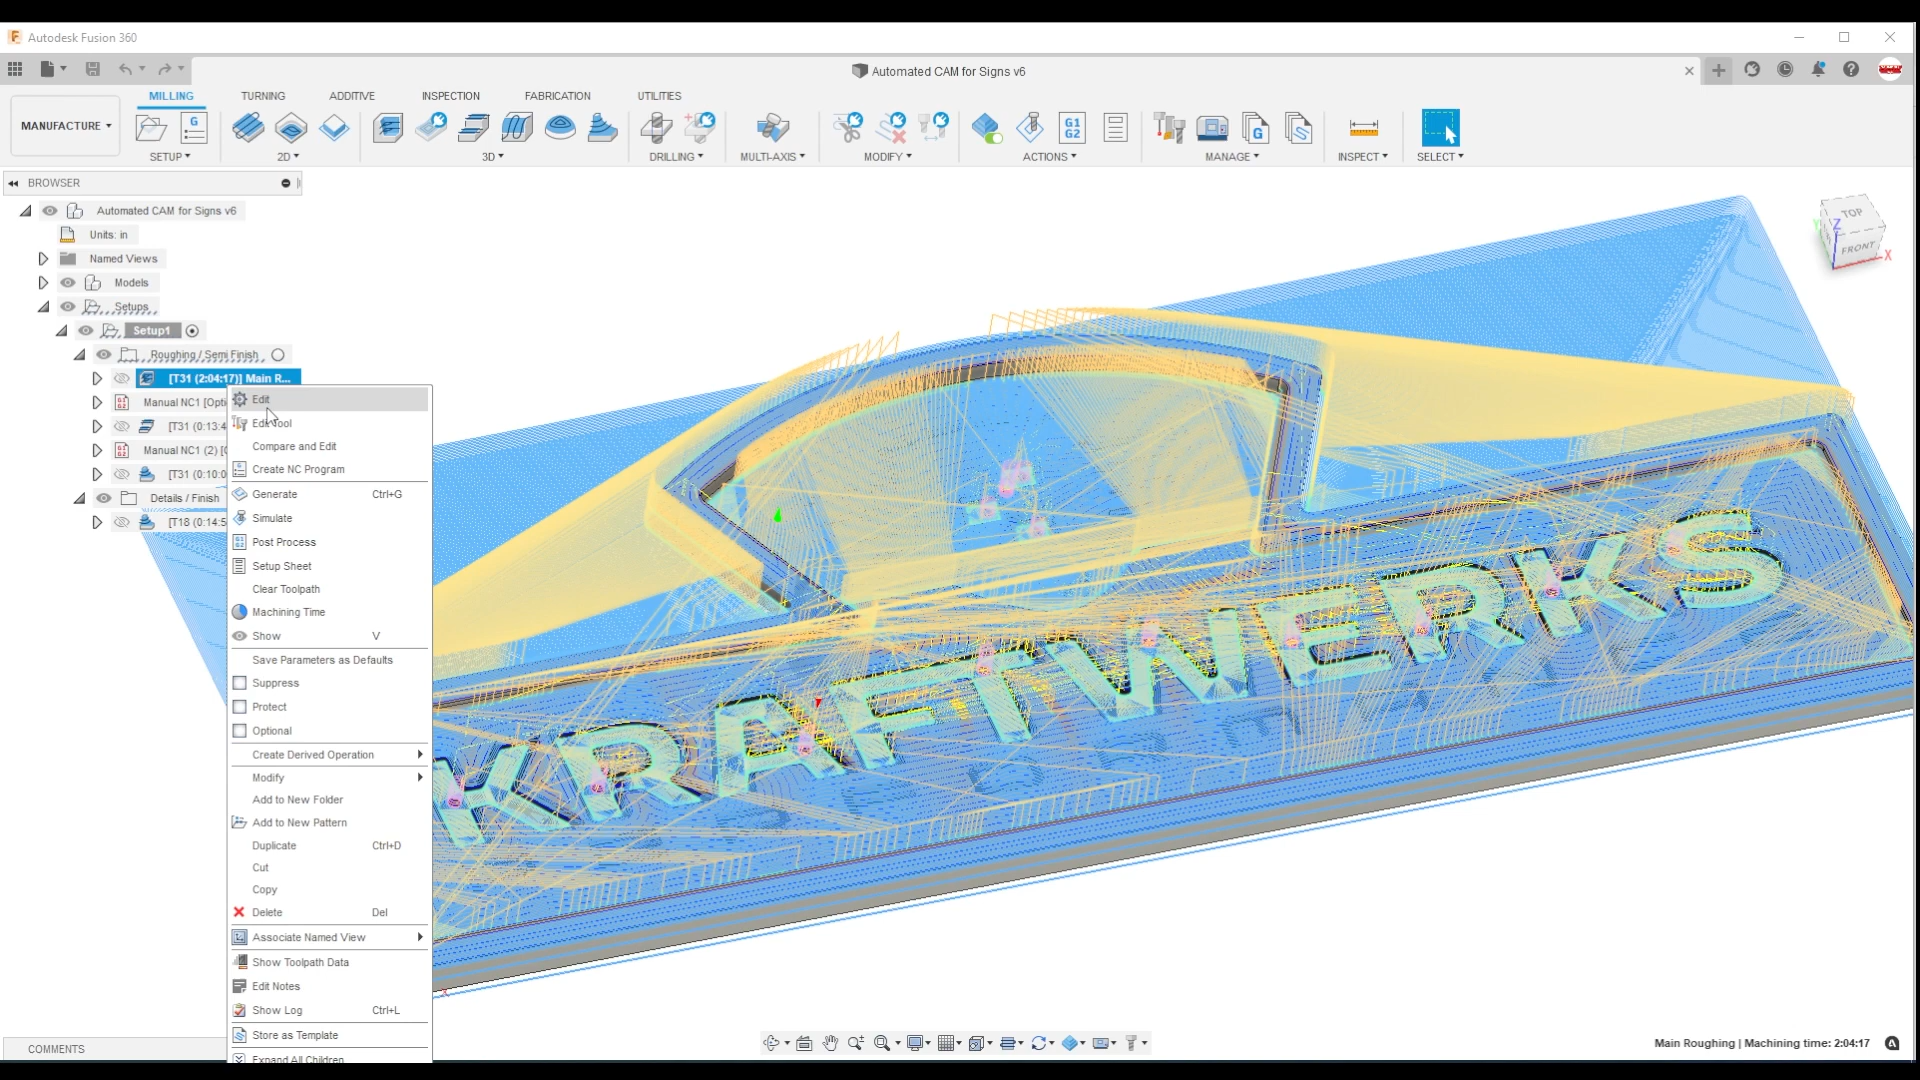 Autodesk Fusion 360
Automated CAM for Signs v6
MANUFACTURE
MILLING
TURNING
ADDITIVE
INSPECTION
FABRICATION
UTILITIES
G
G1
G2
G
SETUP
2D
3D
DRILLING
MULTI-AXIS
MODIFY
ACTIONS
MANAGE
INSPECT
SELECT
BROWSER
Automated CAM for Signs v6
Units: in
Named Views
Models
Setups
Setup1
Roughing / Semi Finish
[T31 (2:04:17)] Main R...
Manual NC1 [Opti
[T31 (0:13:4
Manual NC1 (2) [
[T31 (0:10:0
Details / Finish
[T18 (0:14:5
Edit
Edit Tool
Compare and Edit
Create NC Program
Generate Ctrl+G
Simulate
Post Process
Setup Sheet
Clear Toolpath
Machining Time
Show V
Save Parameters as Defaults
Suppress
Protect
Optional
Create Derived Operation
Modify
Add to New Folder
Add to New Pattern
Duplicate Ctrl+D
Cut
Copy
Delete Del
Associate Named View
Show Toolpath Data
Edit Notes
Show Log Ctrl+L
Store as Template
Expand All Children
TOP
FRONT
Z
X
Y
KRAFTWERKS
COMMENTS
Main Roughing | Machining time: 2:04:17